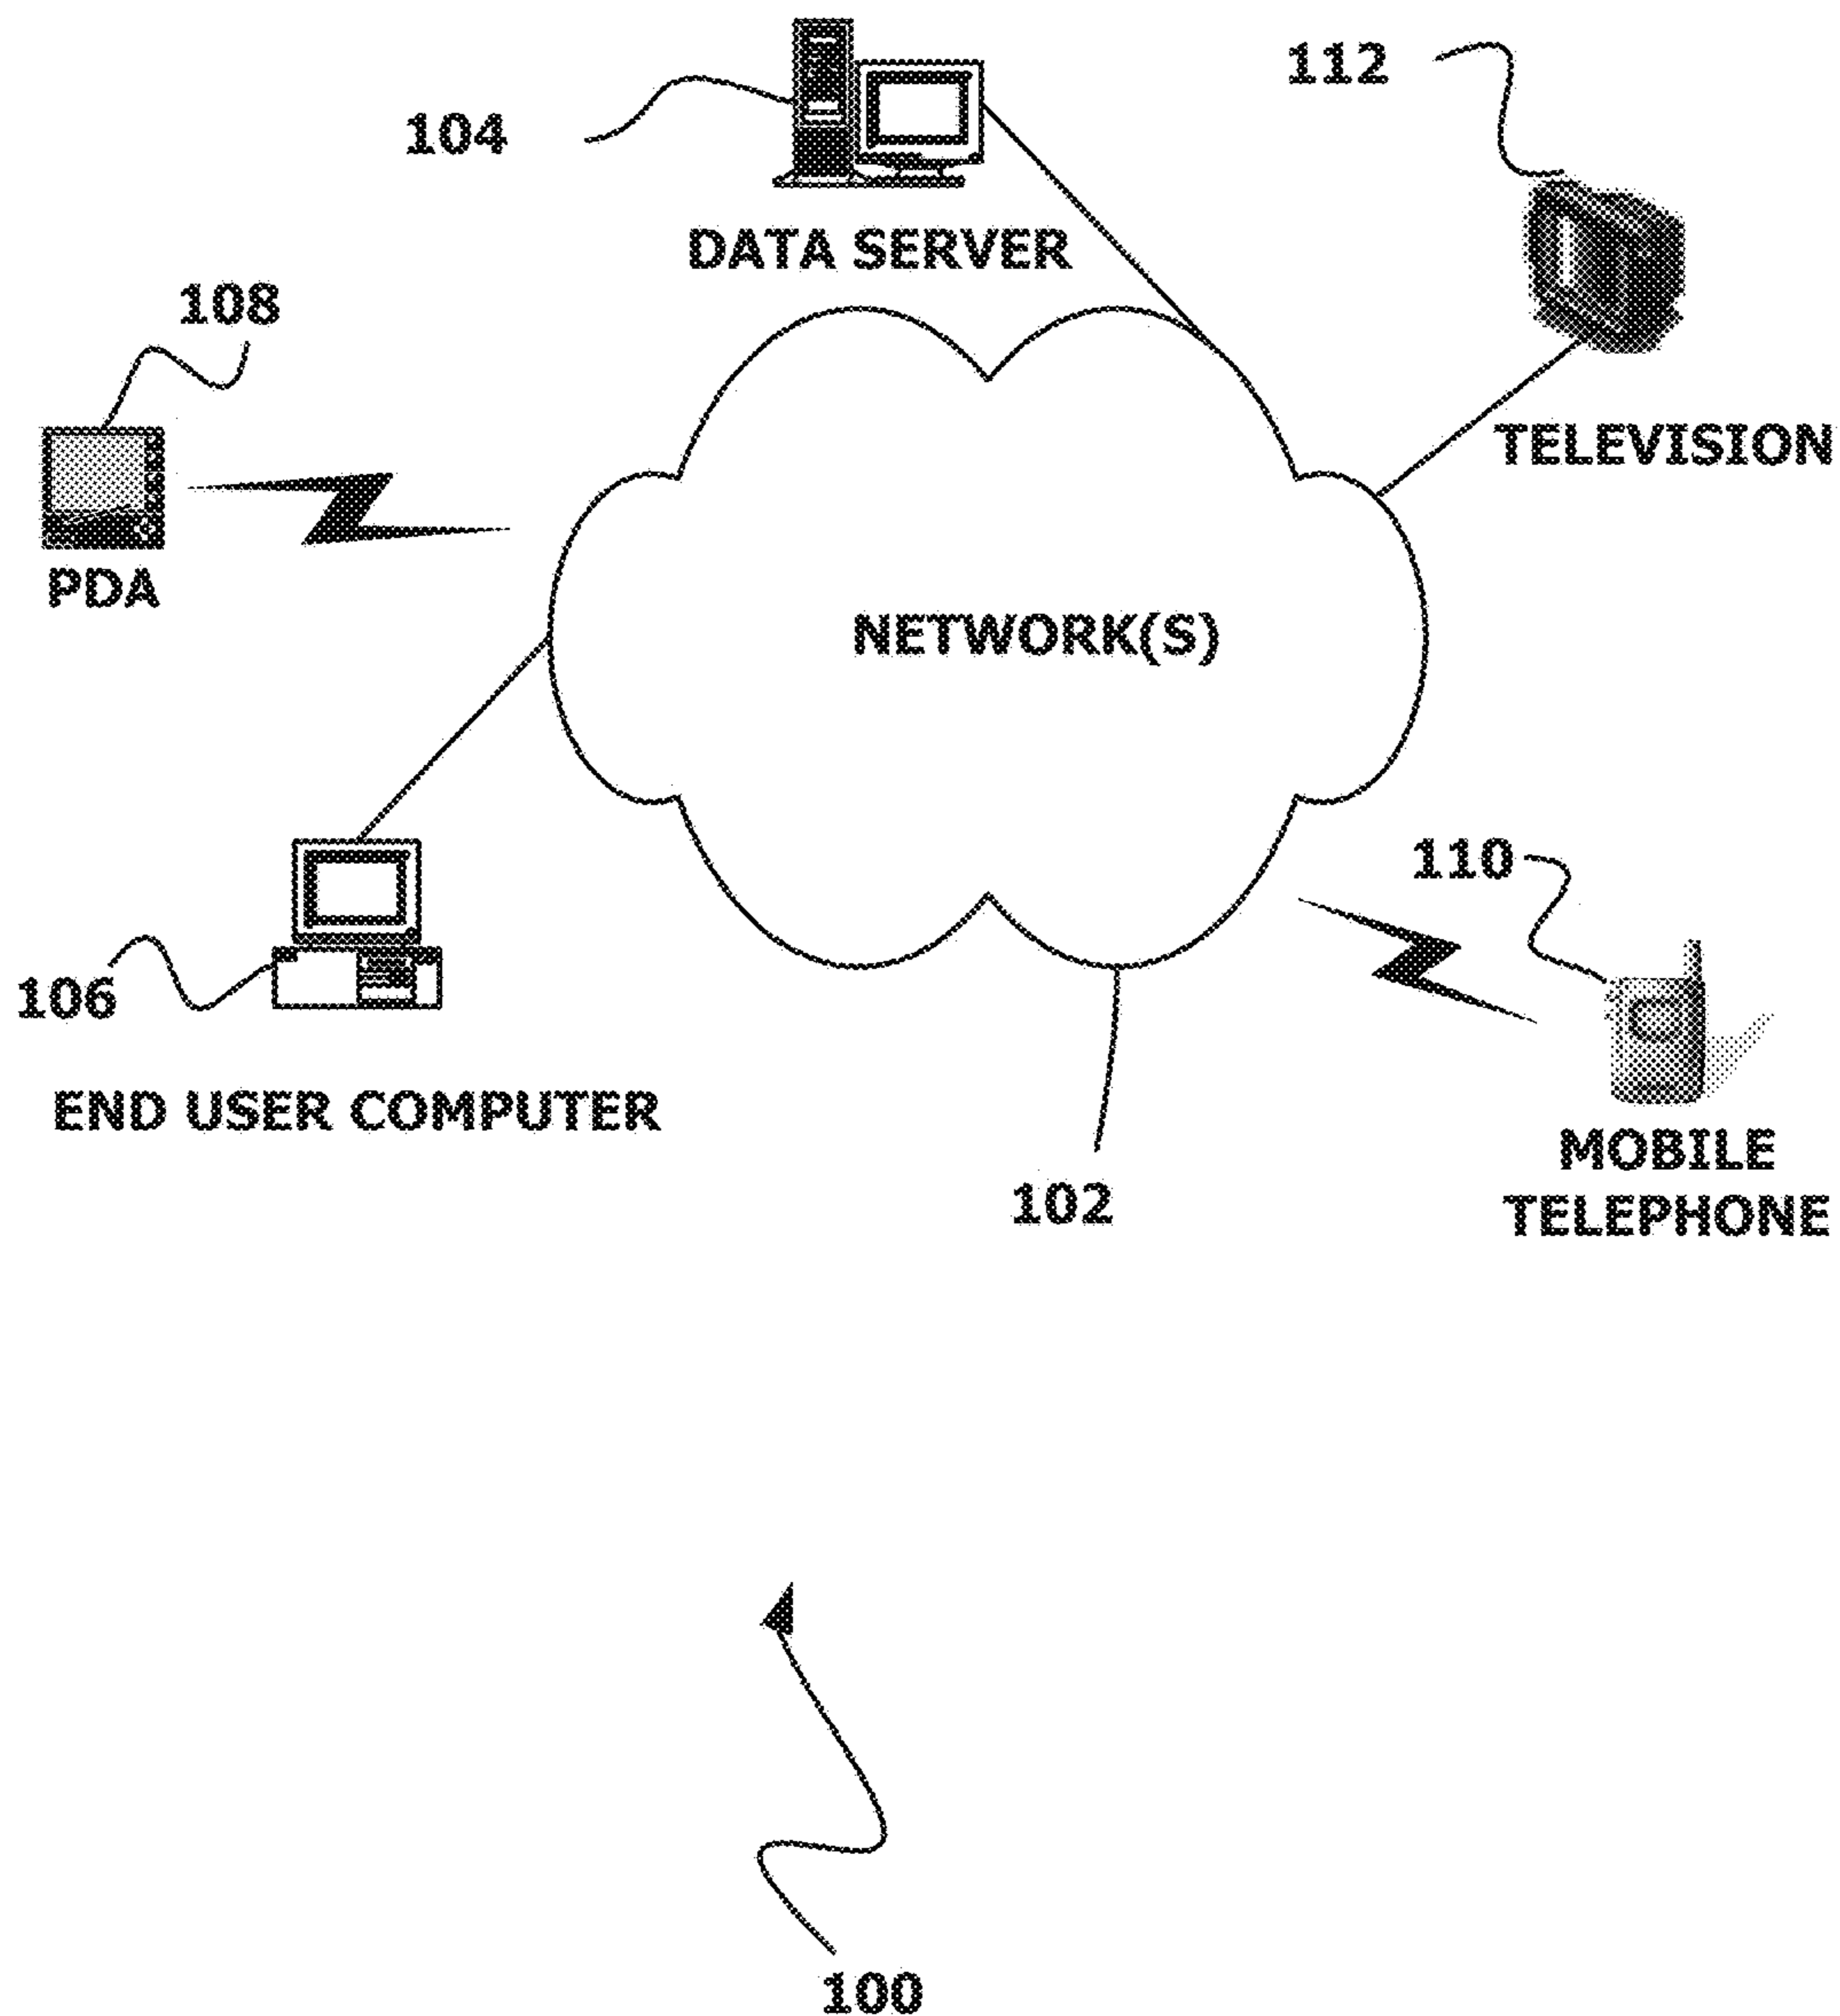 112
104
DATA SERVER
108
TELEVISION
PDA
NETWORK(S)
110
106
END USER COMPUTER
MOBILE
TELEPHONE
102
100